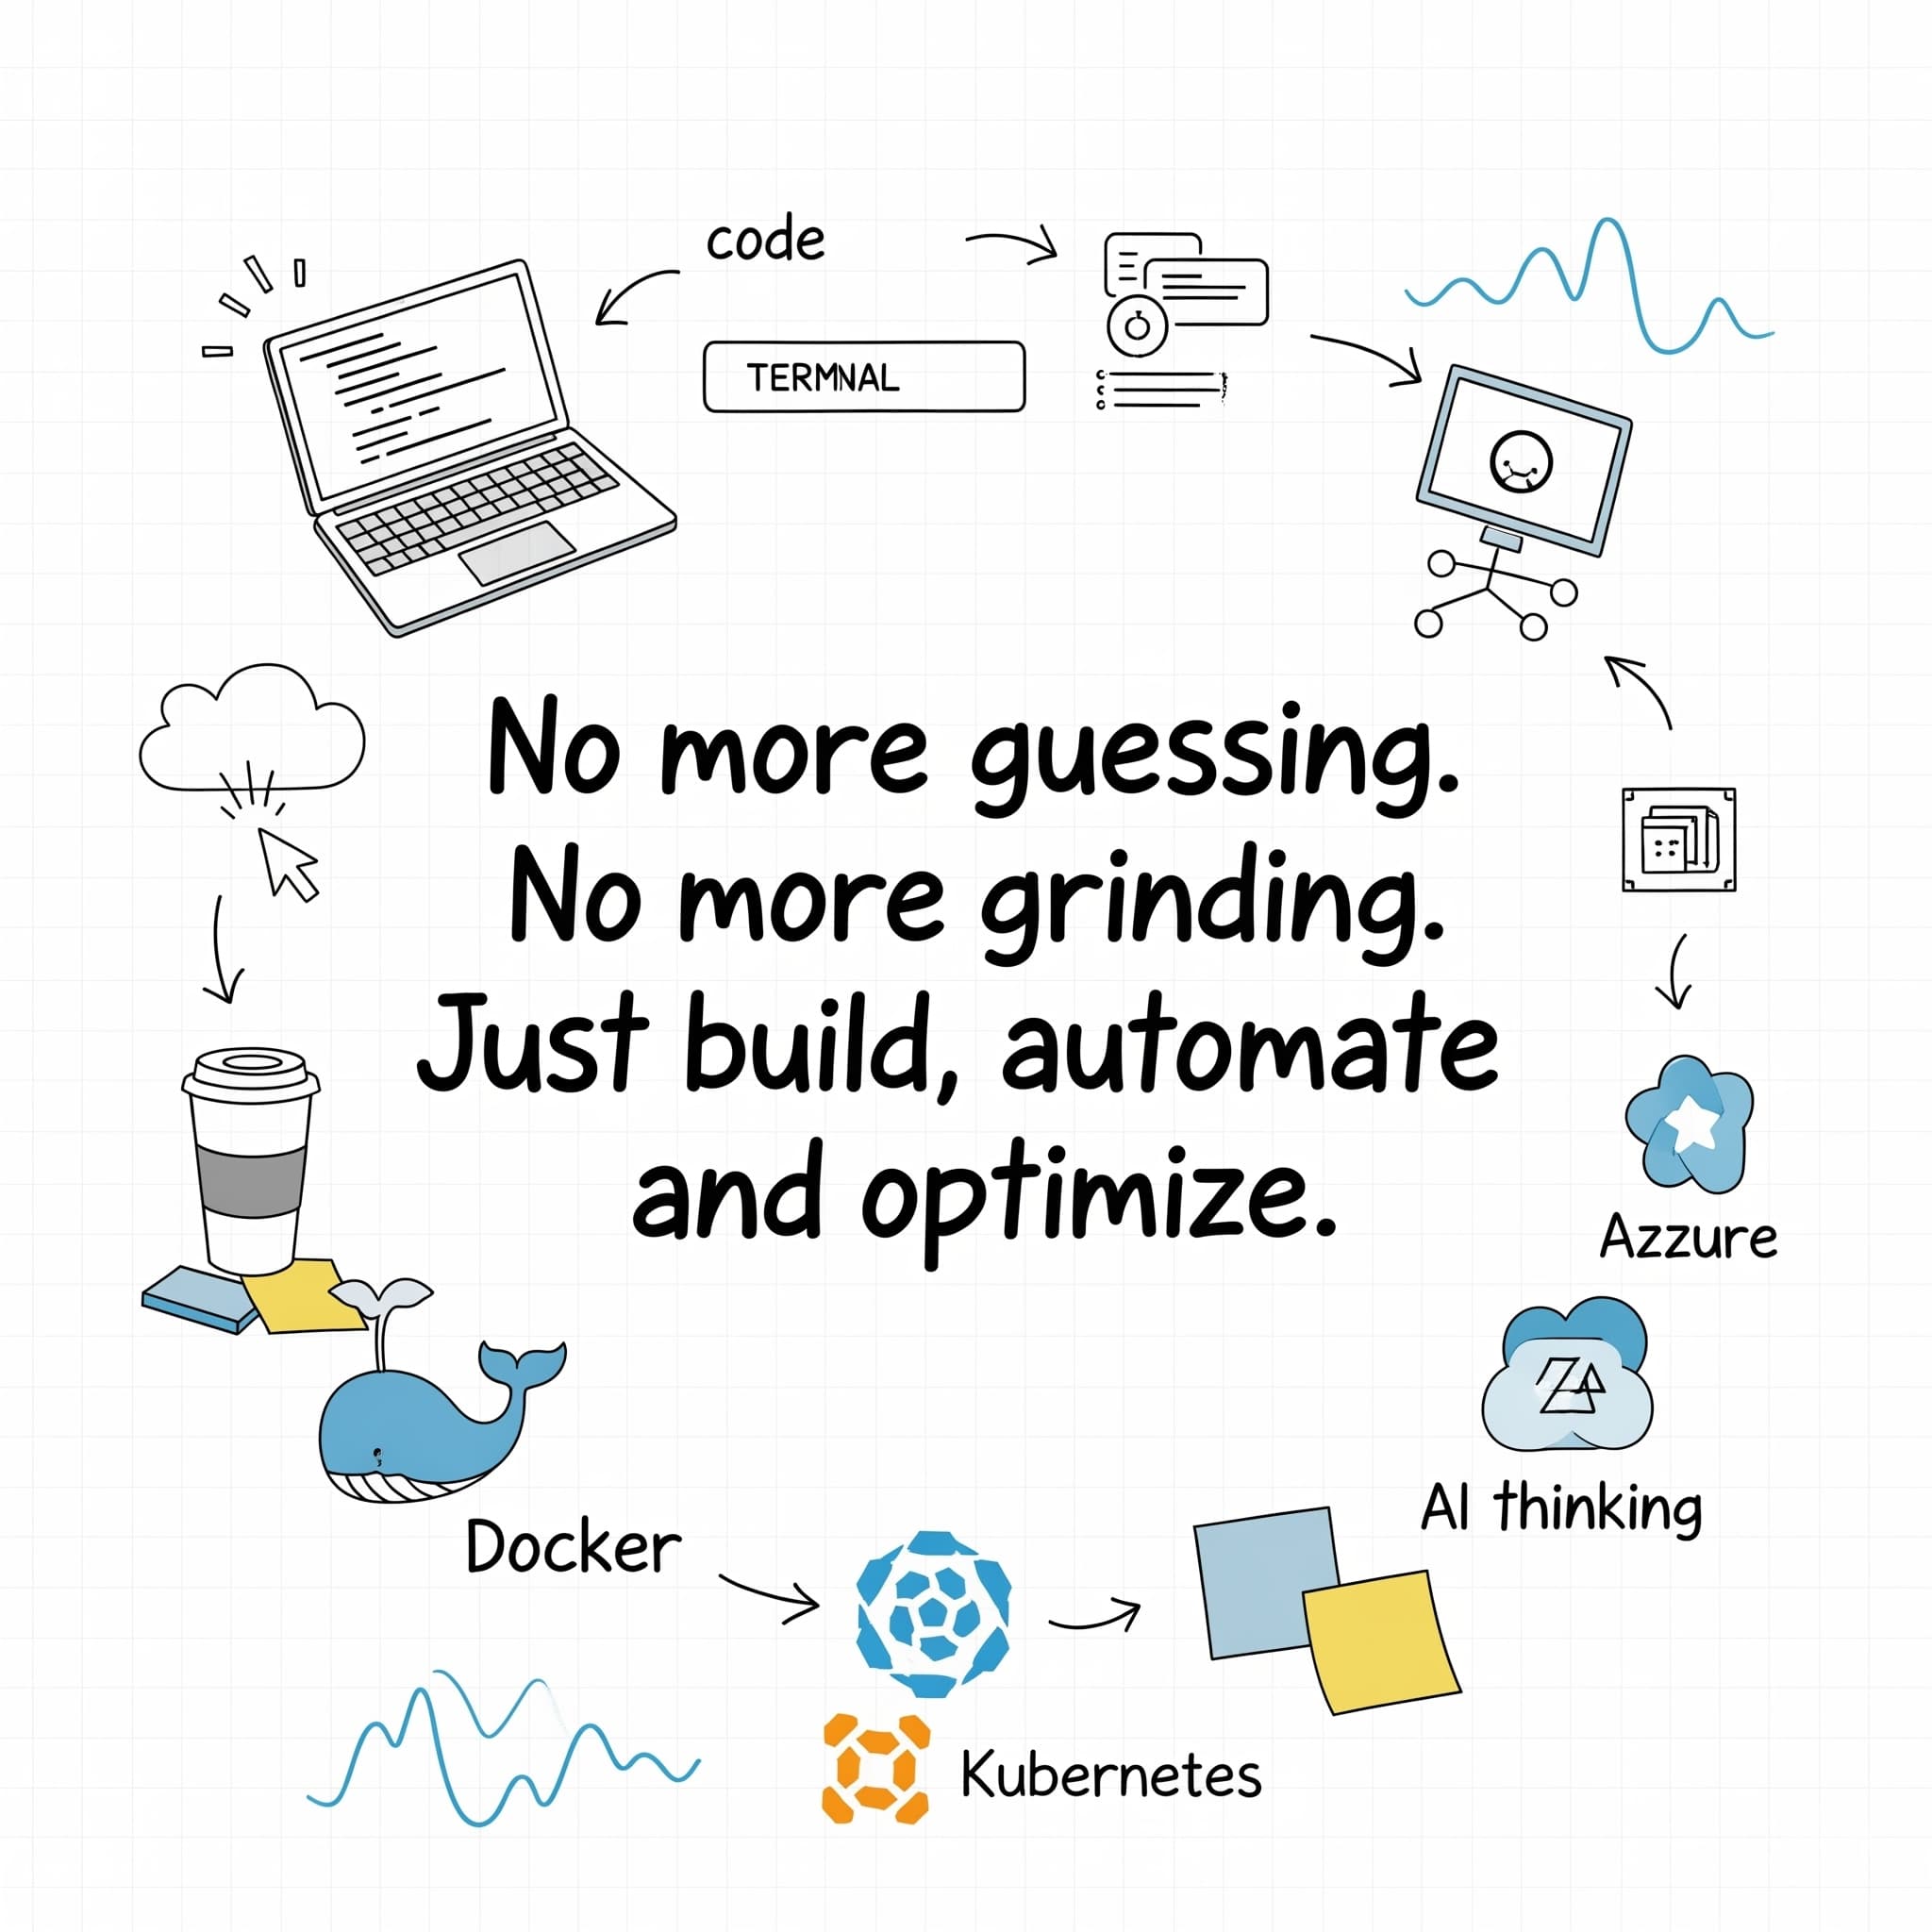 code
TERMNAL
No more guessing.
No more grinding.
Just build, automate
and optimize.
Azzure
AI thinking
Docker
Kubernetes